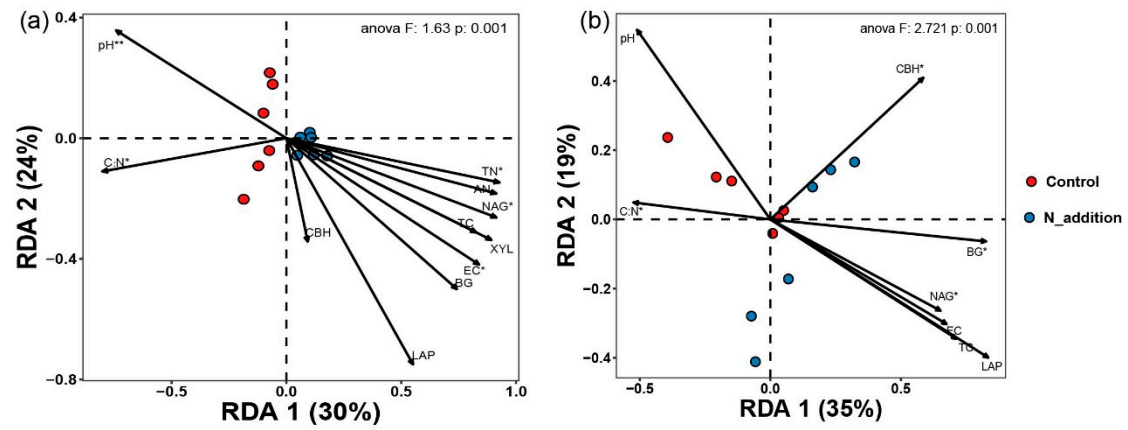 (a)
anova F: 1.63 p: 0.001
0.4
0.0
−0.4
−0.8
RDA 2 (24%)
pH**
C:N*
CBH
TN*
AN
NAG*
TC
XYL
EC*
BG
LAP
−0.5
0.0
0.5
1.0
RDA 1 (30%)
(b)
anova F: 2.721 p: 0.001
0.4
0.2
0.0
−0.2
−0.4
RDA 2 (19%)
pH
CBH*
C:N*
BG*
NAG*
EC
LAP
−0.5
0.0
0.5
RDA 1 (35%)
Control
N_addition